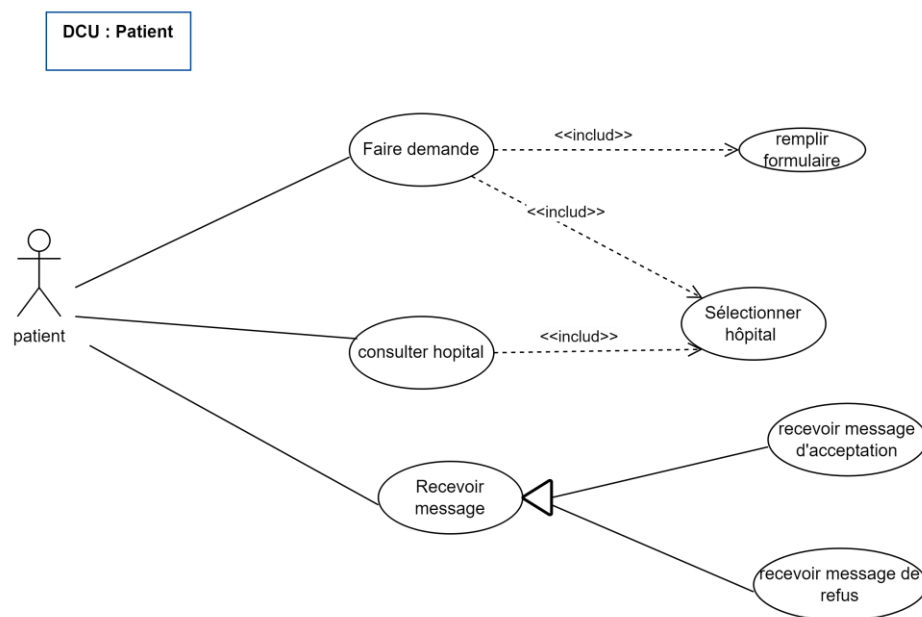 DCU : Patient
Faire demande
<<includ>>
remplir
formulaire
<<includ>>
patient
consulter hopital
<<includ>>
Sélectionner
hôpital
Recevoir
message
recevoir message
d'acceptation
recevoir message de
refus